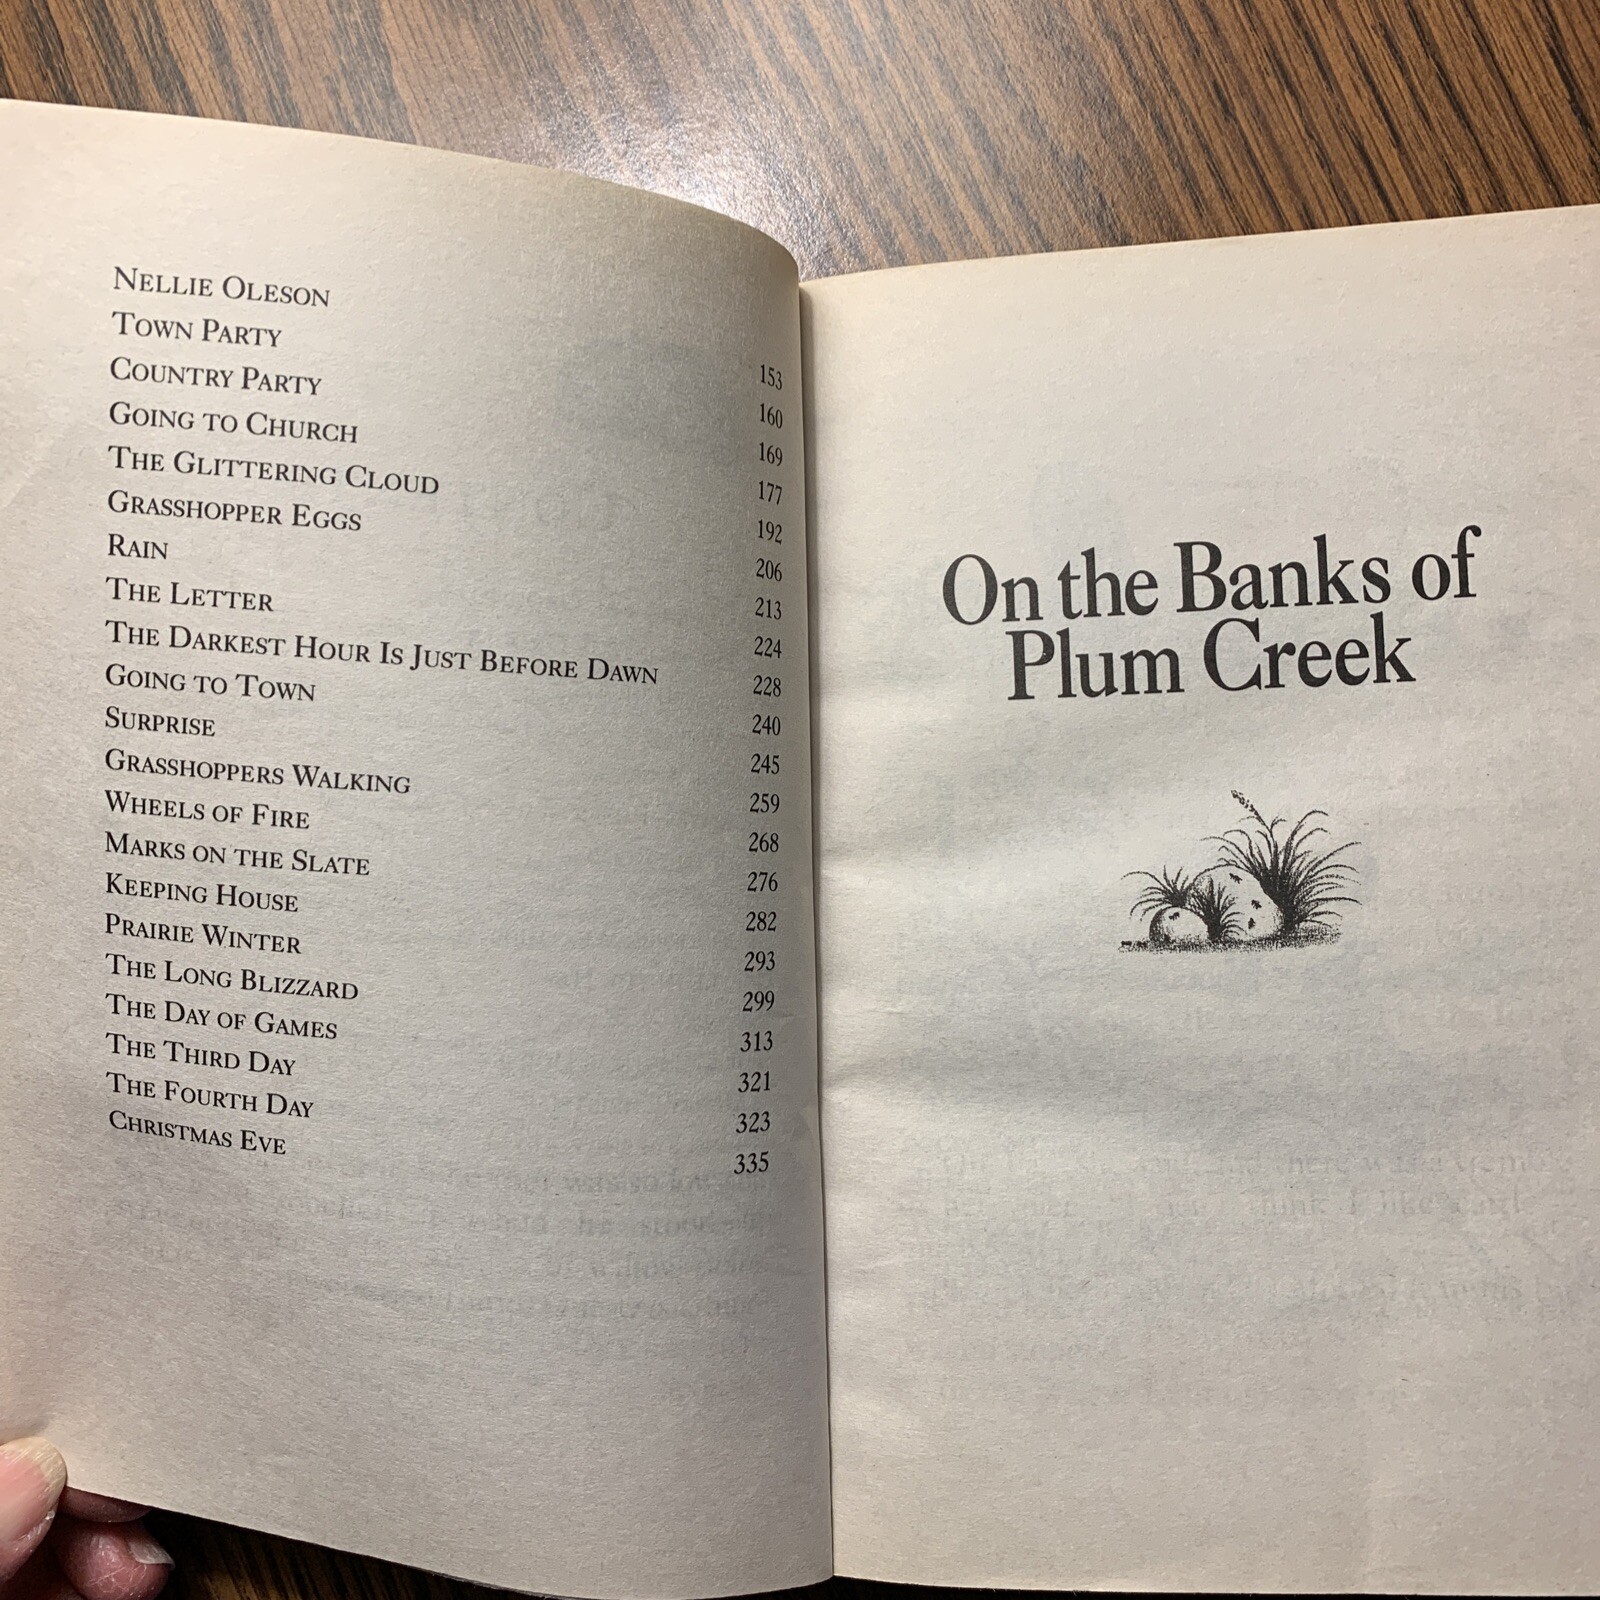 NELLIE OLESON 153
TOWN PARTY 160
COUNTRY PARTY 169
GOING TO CHURCH 177
THE GLITTERING CLOUD 192
GRASSHOPPER EGGS 206
RAIN 213
THE LETTER 224
THE DARKEST HOUR IS JUST BEFORE DAWN 228
GOING TO TOWN 240
SURPRISE 245
GRASSHOPPERS WALKING 259
WHEELS OF FIRE 268
MARKS ON THE SLATE 276
KEEPING HOUSE 282
PRAIRIE WINTER 293
THE LONG BLIZZARD 299
THE DAY OF GAMES 313
THE THIRD DAY 321
THE FOURTH DAY 323
CHRISTMAS EVE 335
On the Banks of
Plum Creek